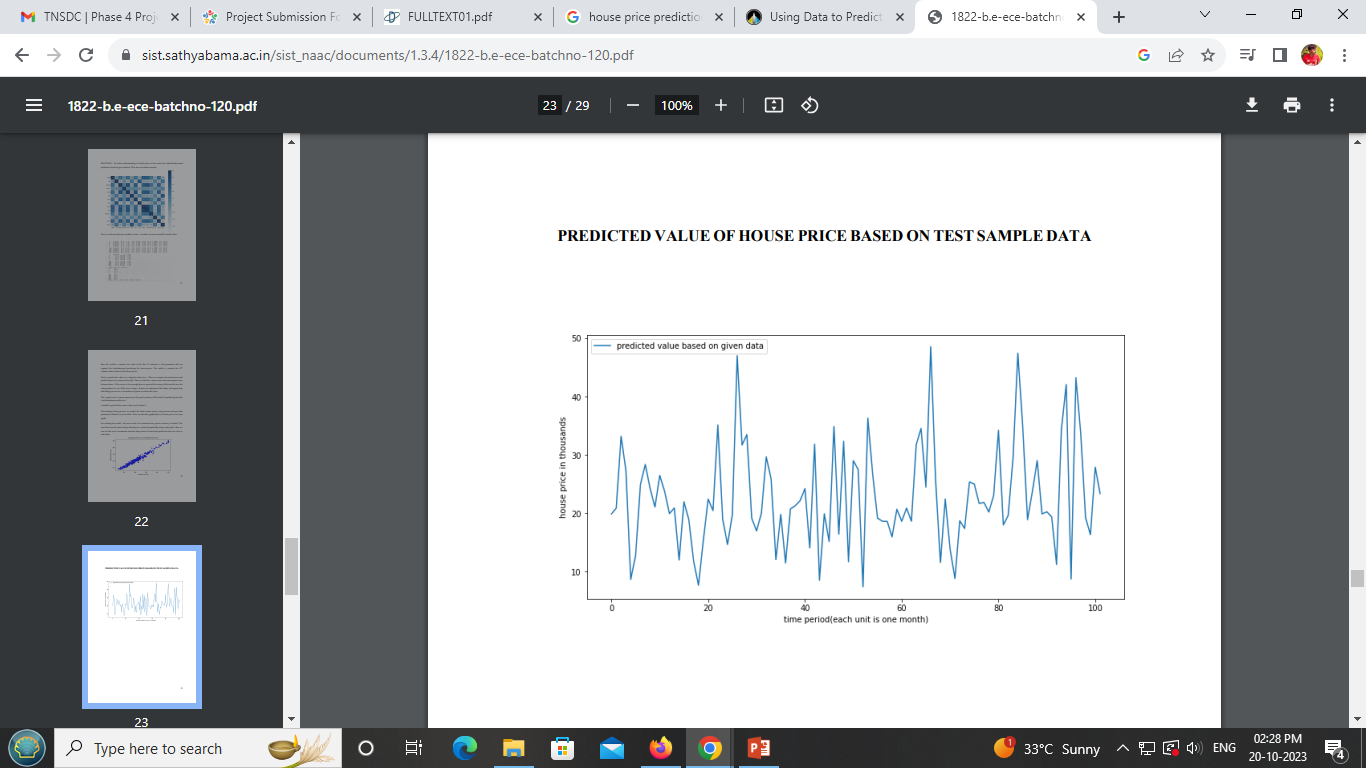 TNSDC | Phase 4 Proj
Project Submission Fo
FULLTEXT01.pdf
house price predictio
Using Data to Predict
1822-b.e-ece-batchn
sist.sathyabama.ac.in/sist_naac/documents/1.3.4/1822-b.e-ece-batchno-120.pdf
1822-b.e-ece-batchno-120.pdf
23 / 29
100%
21
22
23
PREDICTED VALUE OF HOUSE PRICE BASED ON TEST SAMPLE DATA
predicted value based on given data
50
40
30
20
10
house price in thousands
0 20 40 60 80 100
time period(each unit is one month)
Type here to search
1
33°C Sunny
ENG
02:28 PM
20-10-2023
4